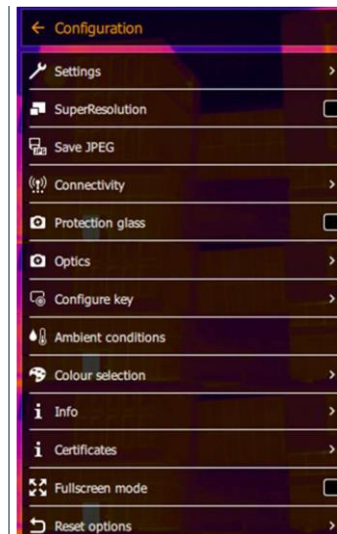 Configuration
Settings
SuperResolution
Save JPEG
Connectivity
Protection glass
Optics
Configure key
Ambient conditions
Colour selection
Info
Certificates
Fullscreen mode
Reset options